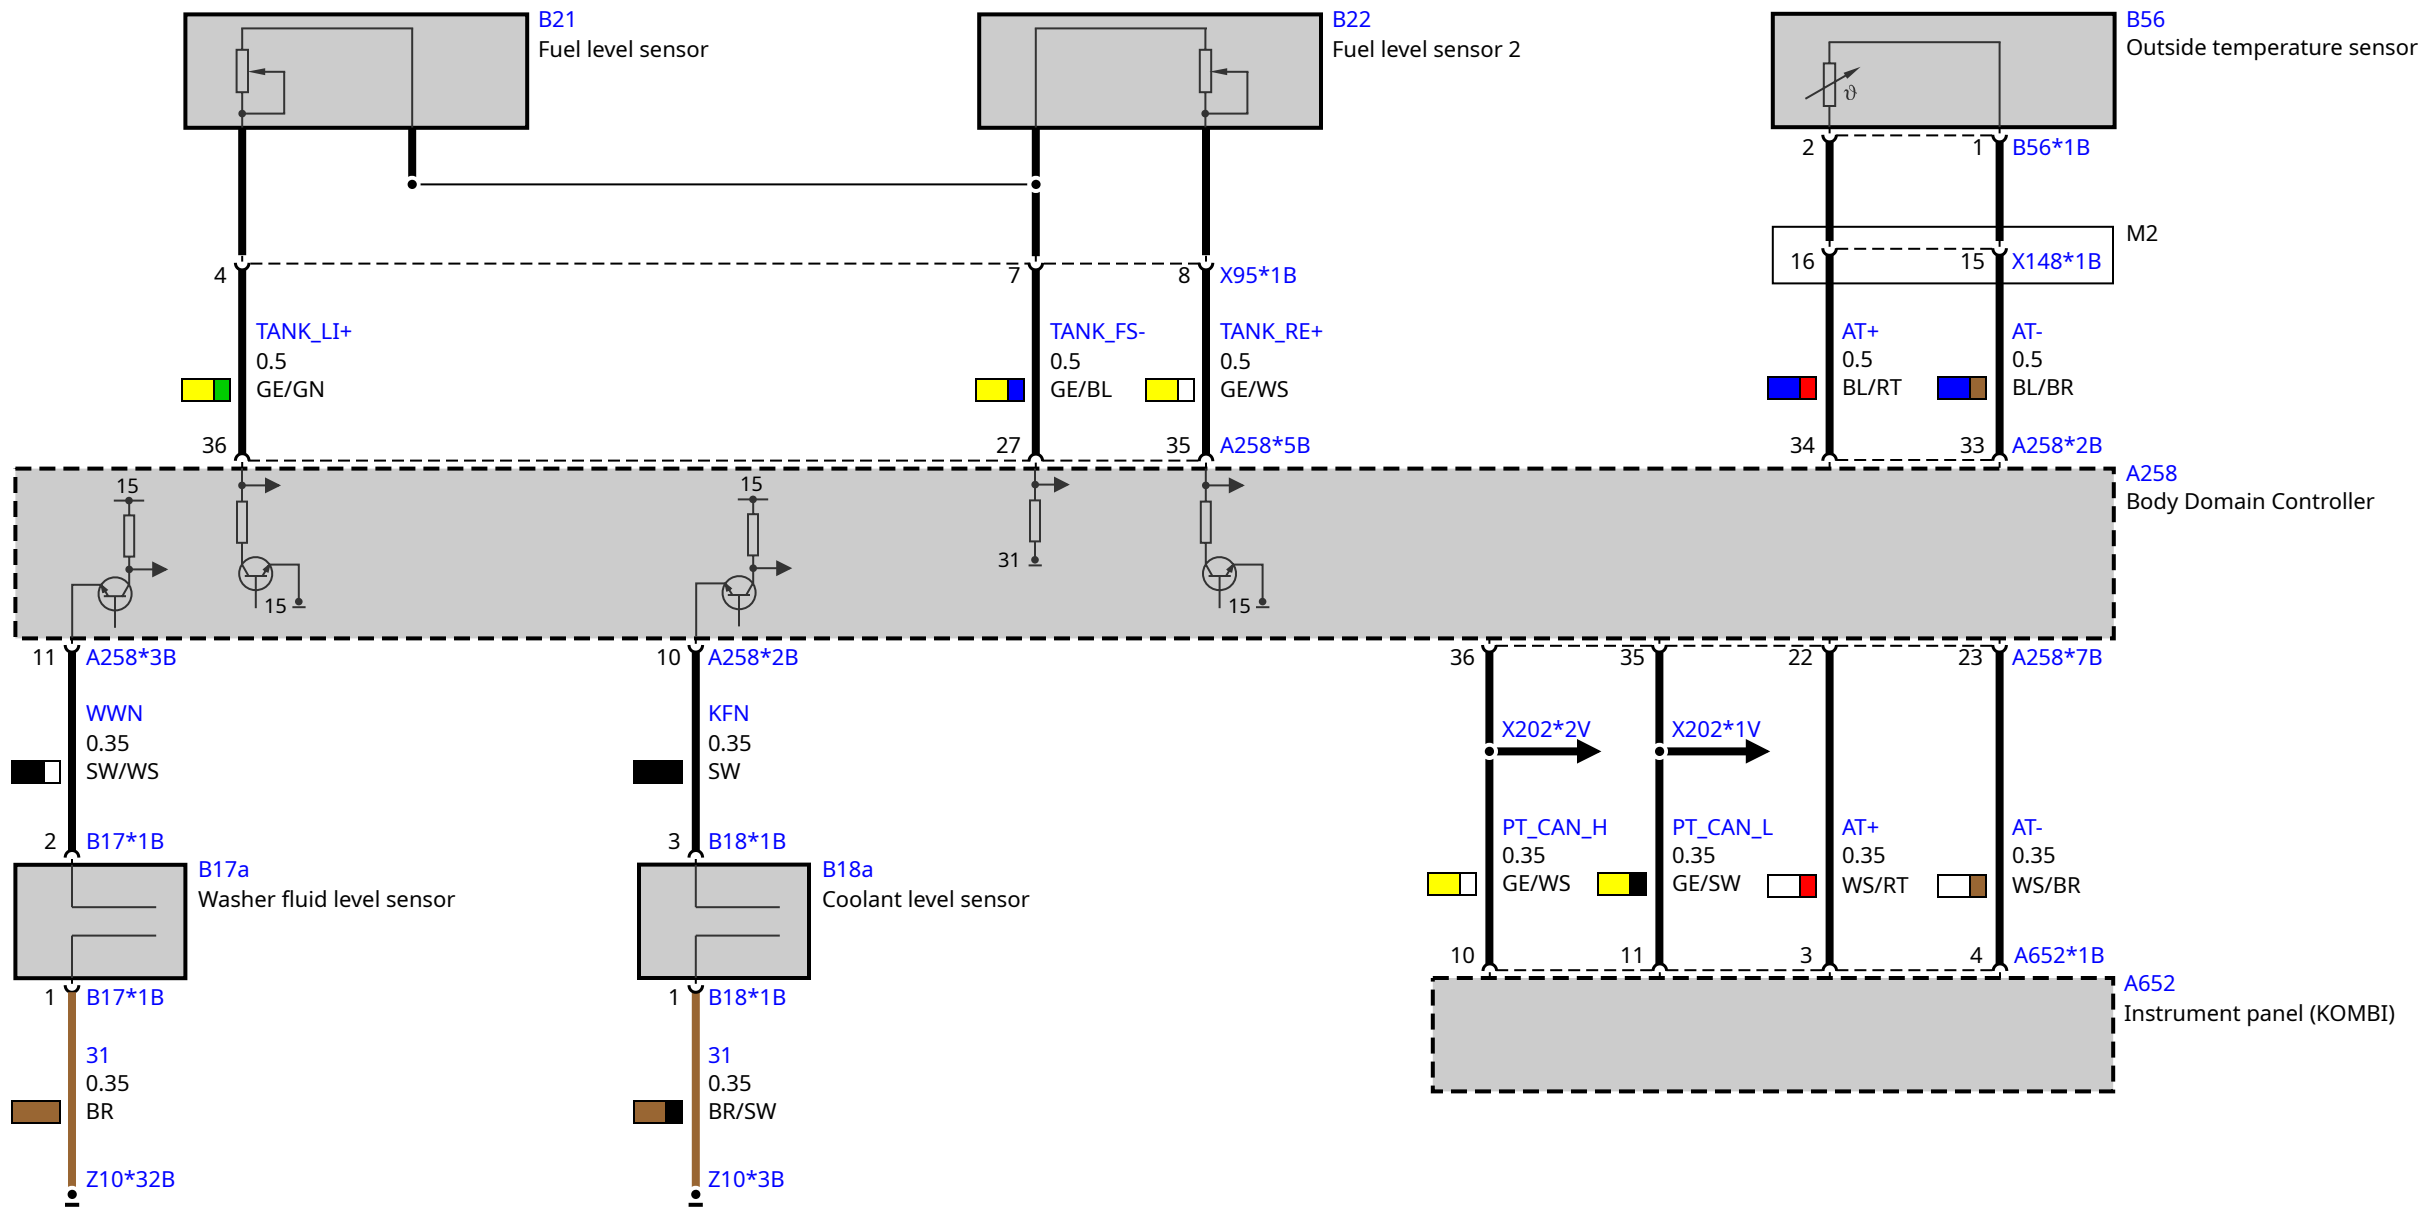 B21
Fuel level sensor
B22
Fuel level sensor 2
B56
Outside temperature sensor
ϑ
2
1
B56*1B
M2
16
15
X148*1B
4
7
8
X95*1B
TANK_LI+
0.5
GE/GN
TANK_FS-
0.5
GE/BL
TANK_RE+
0.5
GE/WS
AT+
0.5
BL/RT
AT-
0.5
BL/BR
36
27
35
A258*5B
34
33
A258*2B
A258
Body Domain Controller
15
15
15
31
15
11
A258*3B
10
A258*2B
36
35
22
23
A258*7B
WWN
0.35
SW/WS
KFN
0.35
SW
X202*2V
X202*1V
PT_CAN_H
0.35
GE/WS
PT_CAN_L
0.35
GE/SW
AT+
0.35
WS/RT
AT-
0.35
WS/BR
2
B17*1B
3
B18*1B
B17a
Washer fluid level sensor
B18a
Coolant level sensor
10
11
3
4
A652*1B
A652
Instrument panel (KOMBI)
1
B17*1B
1
B18*1B
31
0.35
BR
31
0.35
BR/SW
Z10*32B
Z10*3B